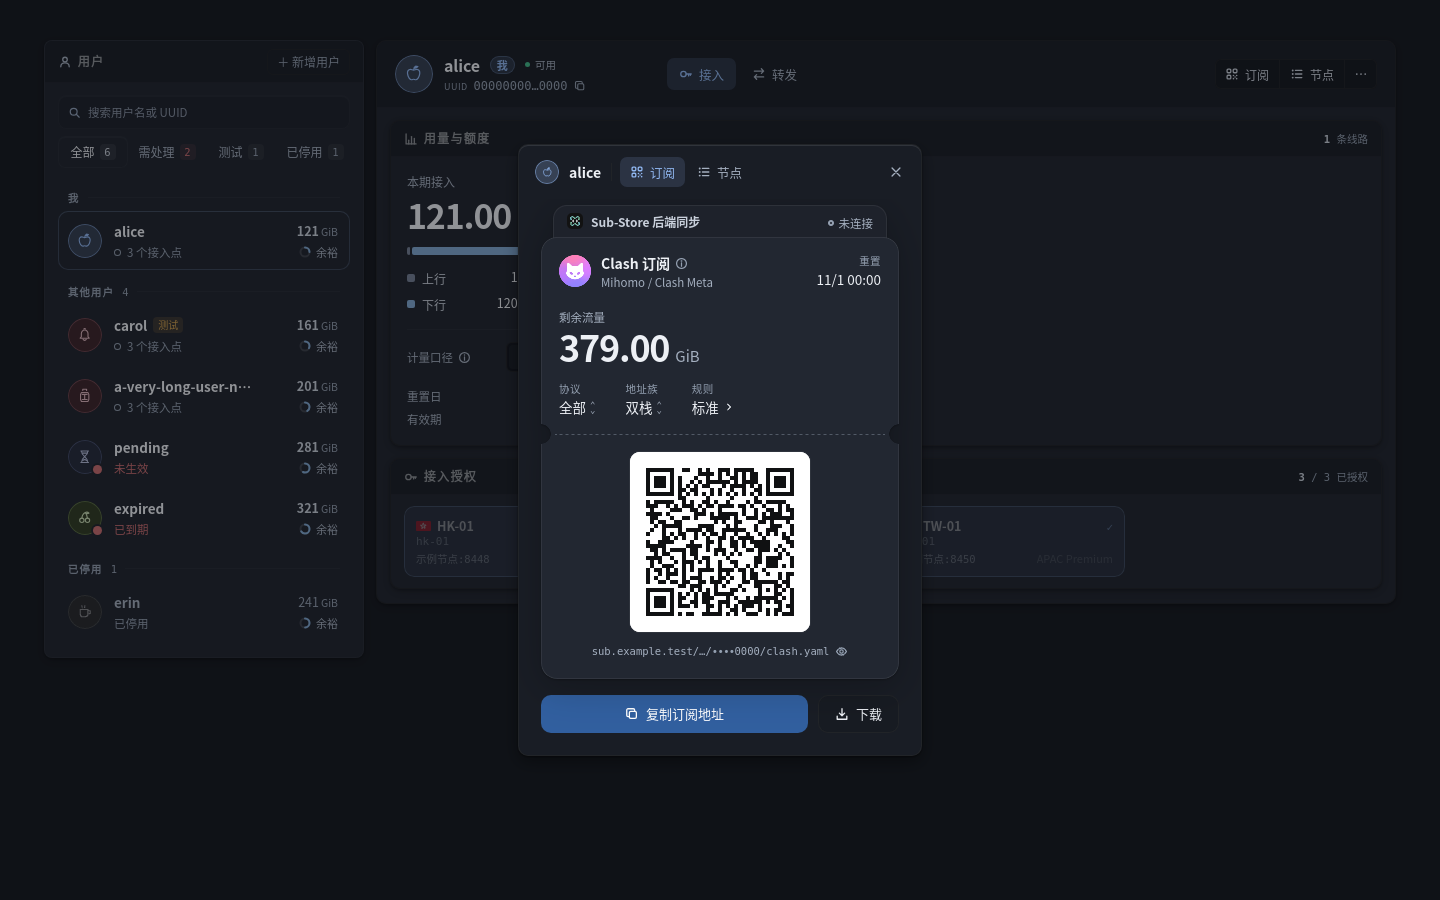 用户
新增用户
搜索用户名或 UUID
全部 6
需处理 2
测试 1
已停用 1
我
alice
121 GiB
3 个接入点
余裕
其他用户 4
carol 测试
161 GiB
3 个接入点
余裕
a-very-long-user-n···
201 GiB
3 个接入点
余裕
pending
281 GiB
未生效
余裕
expired
321 GiB
已到期
余裕
已停用 1
erin
241 GiB
已停用
余裕
alice 我 可用
UUID 00000000…0000
接入
转发
订阅
节点
···
用量与额度
1 条线路
本期接入
121.00
上行
1
下行
120
计量口径
重置日
有效期
接入授权
3 / 3 已授权
HK-01
hk-01
示例节点:8448
TW-01
01
节点:8450
APAC Premium
alice
订阅
节点
Sub-Store 后端同步
未连接
Clash 订阅
Mihomo / Clash Meta
重置
11/1 00:00
剩余流量
379.00 GiB
协议
地址族
规则
全部
双栈
标准
sub.example.test/…/••••0000/clash.yaml
复制订阅地址
下载